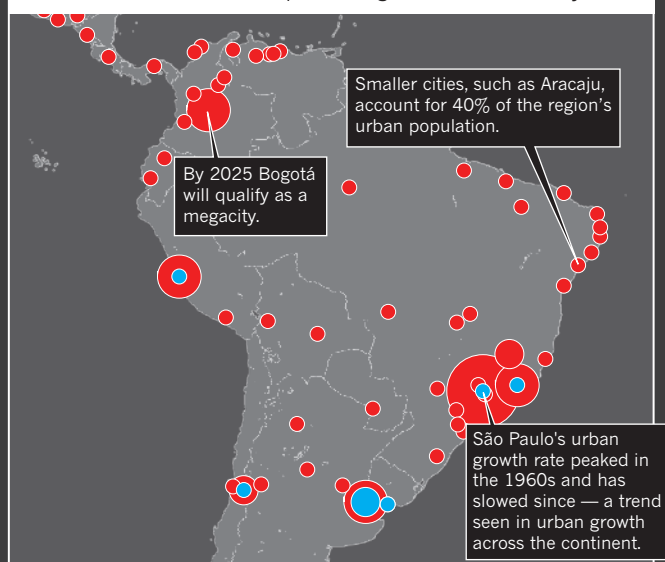 Smaller cities, such as Aracaju,
account for 40% of the region’s
urban population.
By 2025 Bogotá
will qualify as a
megacity.
São Paulo's urban
growth rate peaked in
the 1960s and has
slowed since — a trend
seen in urban growth
across the continent.